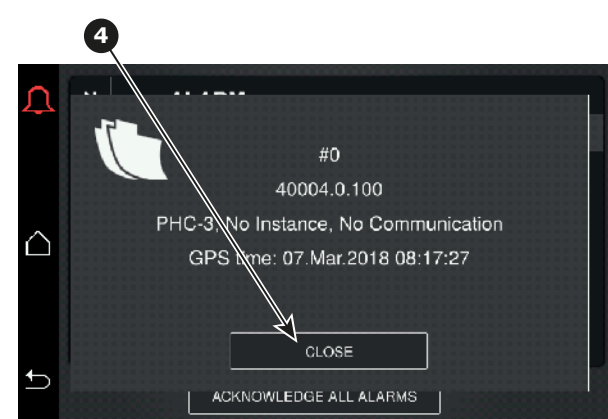 4
ALARM
#0
40004.0.100
PHC-3, No Instance, No Communication
GPS time: 07.Mar.2018 08:17:27
CLOSE
ACKNOWLEDGE ALL ALARMS